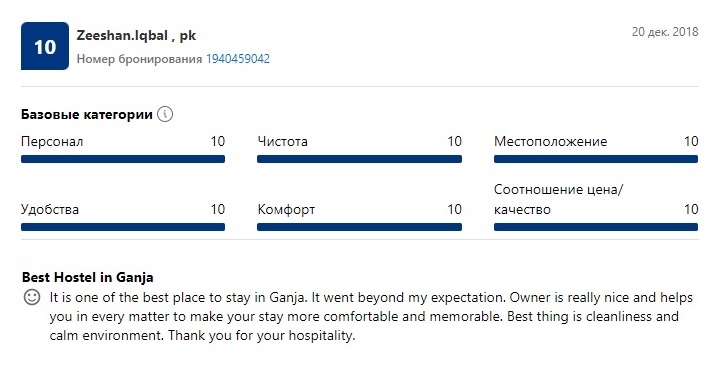 10
Zeeshan.Iqbal , pk
20 дек. 2018
Номер бронирования 1940459042
Базовые категории
Персонал 10
Чистота 10
Местоположение 10
Удобства 10
Комфорт 10
Соотношение цена/
качество 10
Best Hostel in Ganja
It is one of the best place to stay in Ganja. It went beyond my expectation. Owner is really nice and helps
you in every matter to make your stay more comfortable and memorable. Best thing is cleanliness and
calm environment. Thank you for your hospitality.